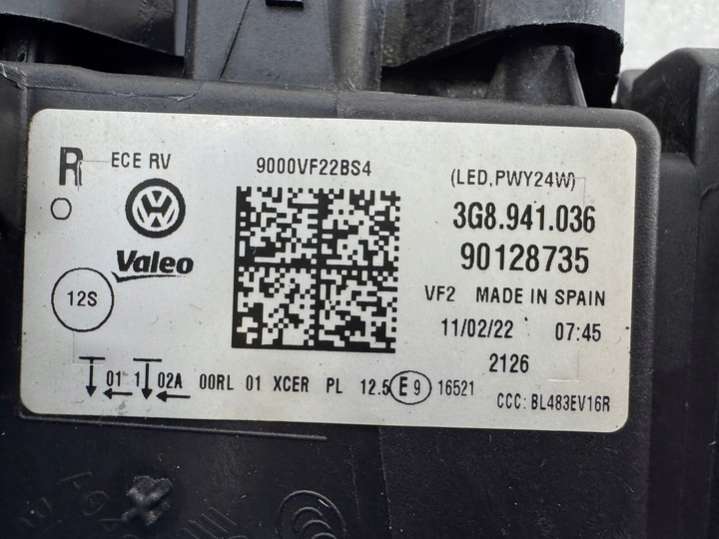 R ECE RV
9000VF22BS4
(LED,PWY24W)
Valeo
3G8.941.036
90128735
12S
VF2 MADE IN SPAIN
11/02/22 07:45
2126
01 1 02A 00RL 01 XCER PL 12.5 E9 16521
CCC: BL483EV16R